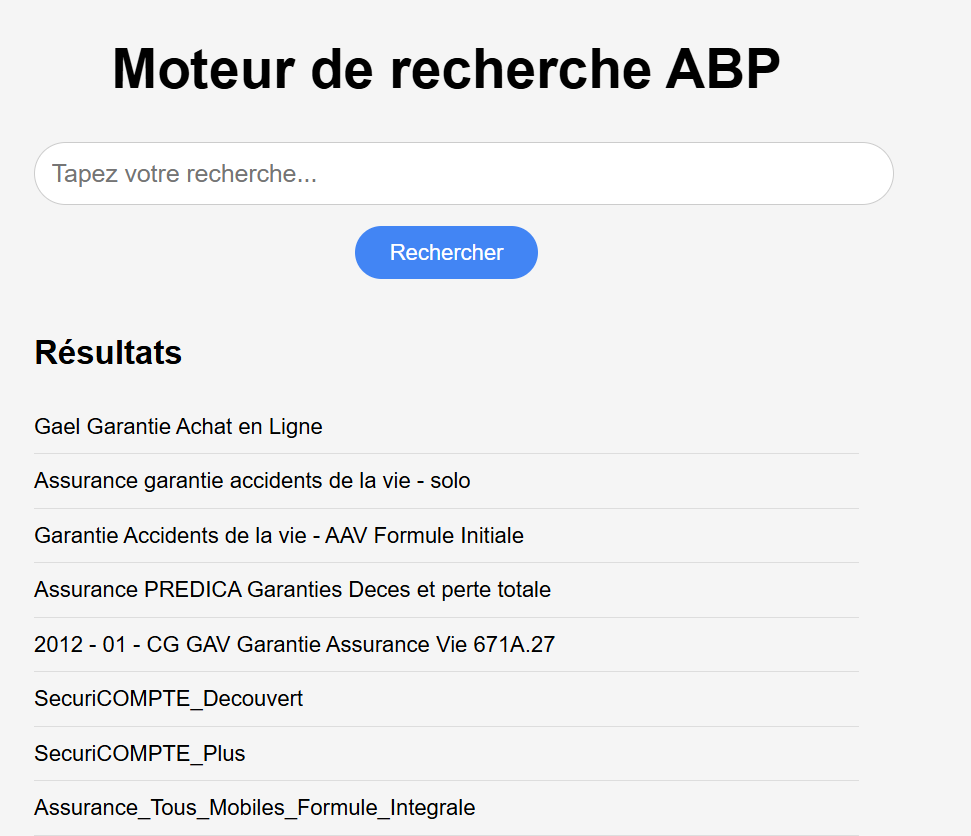 Moteur de recherche ABP
Tapez votre recherche...
Rechercher
Résultats
Gael Garantie Achat en Ligne
Assurance garantie accidents de la vie - solo
Garantie Accidents de la vie - AAV Formule Initiale
Assurance PREDICA Garanties Deces et perte totale
2012 - 01 - CG GAV Garantie Assurance Vie 671A.27
SecuriCOMPTE_Decouvert
SecuriCOMPTE_Plus
Assurance_Tous_Mobiles_Formule_Integrale